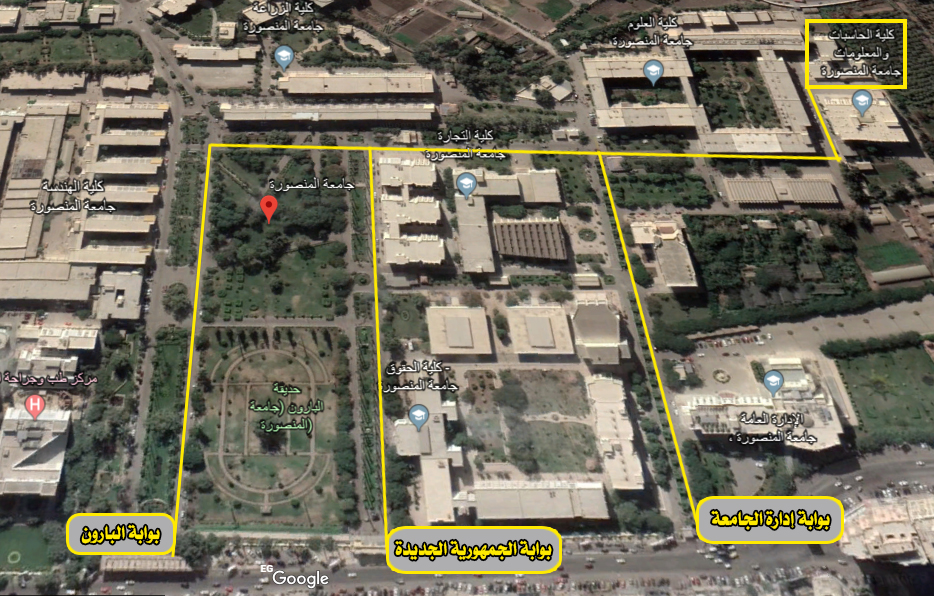 كلية الزراعة
جامعة المنصورة
كلية العلوم
جامعة المنصورة
كلية الحاسبات
والمعلومات
جامعة المنصورة
كلية التجارة
جامعة المنصورة
كلية الهندسة
جامعة المنصورة
جامعة المنصورة
مركز طب وجراحة
H
حديقة
البارون (جامعة
المنصورة)
كلية الحقوق -
جامعة المنصورة
الإدارة العامة
جامعة المنصورة ،
بوابة البارون
بوابة الجمهورية الجديدة
بوابة إدارة الجامعة
EG
Google